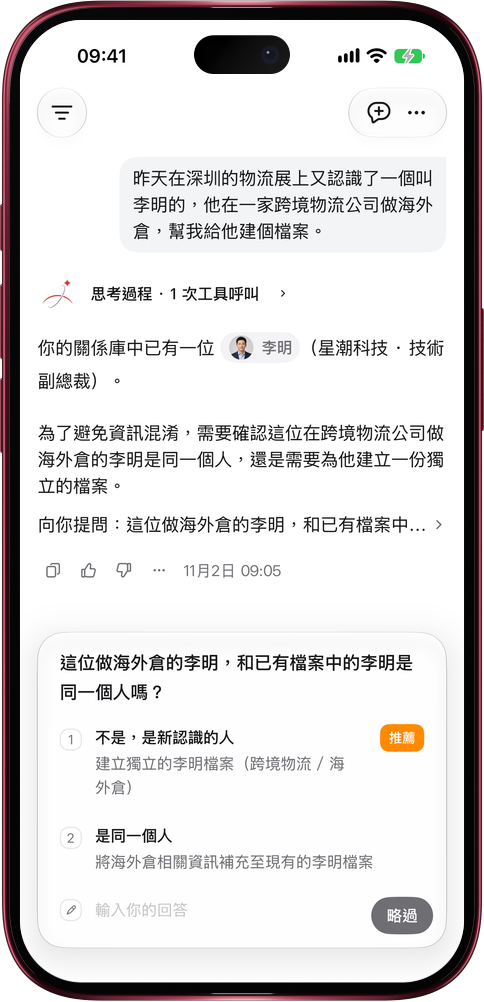 09:41
昨天在深圳的物流展上又認識了一個叫
李明的，他在一家跨境物流公司做海外
倉，幫我給他建個檔案。
思考過程 · 1 次工具呼叫
你的關係庫中已有一位 李明 （星潮科技 · 技術
副總裁）。
為了避免資訊混淆，需要確認這位在跨境物流公司做
海外倉的李明是同一個人，還是需要為他建立一份獨
立的檔案。
向你提問：這位做海外倉的李明，和已有檔案中...
11月2日 09:05
這位做海外倉的李明，和已有檔案中的李明是
同一個人嗎？
1 不是，是新認識的人 推薦
建立獨立的李明檔案（跨境物流 / 海
外倉）
2 是同一個人
將海外倉相關資訊補充至現有的李明檔案
輸入你的回答 略過